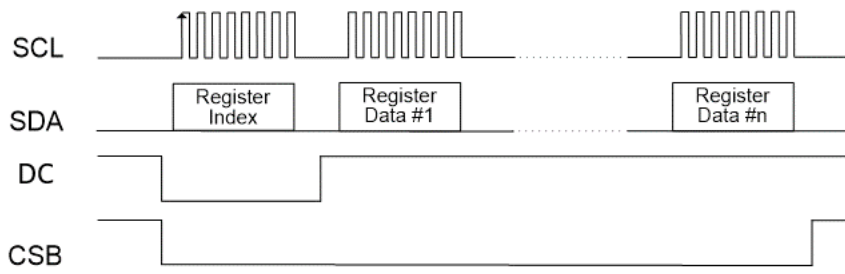 SCL
SDA
Register
Index
Register
Data #1
Register
Data #n
DC
CSB